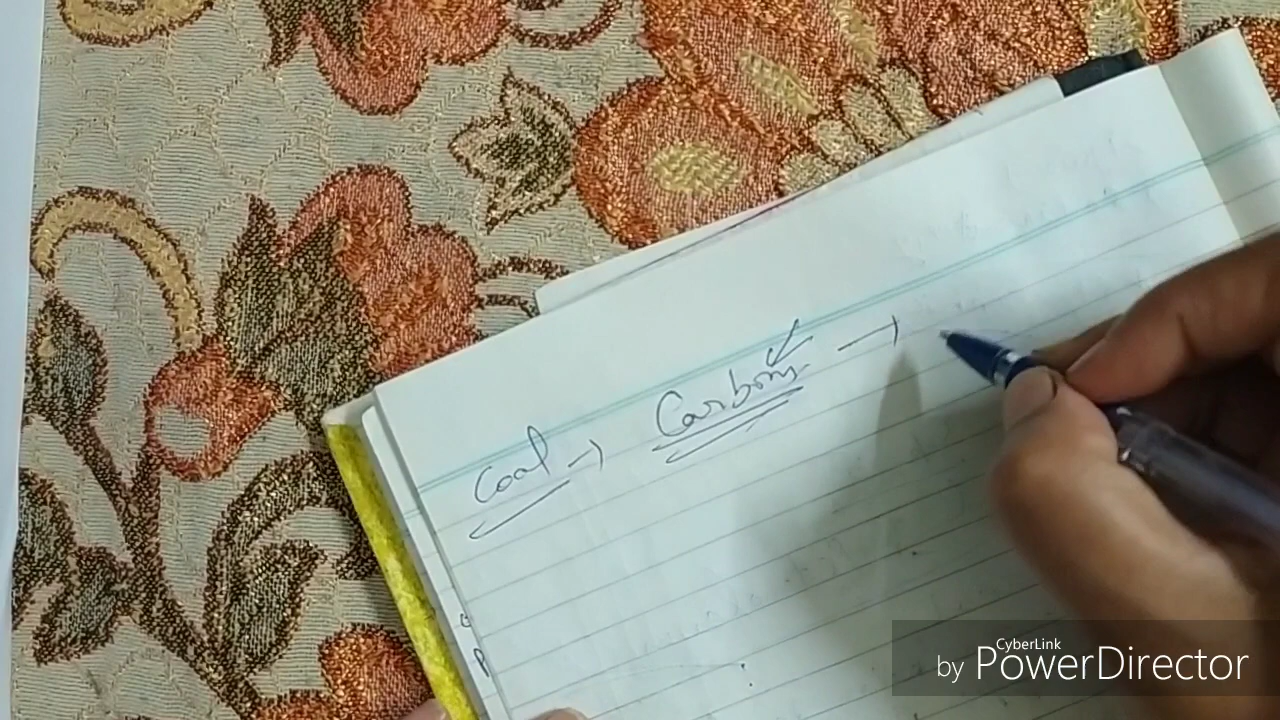 Coal → Carbon →
CyberLink
by PowerDirector